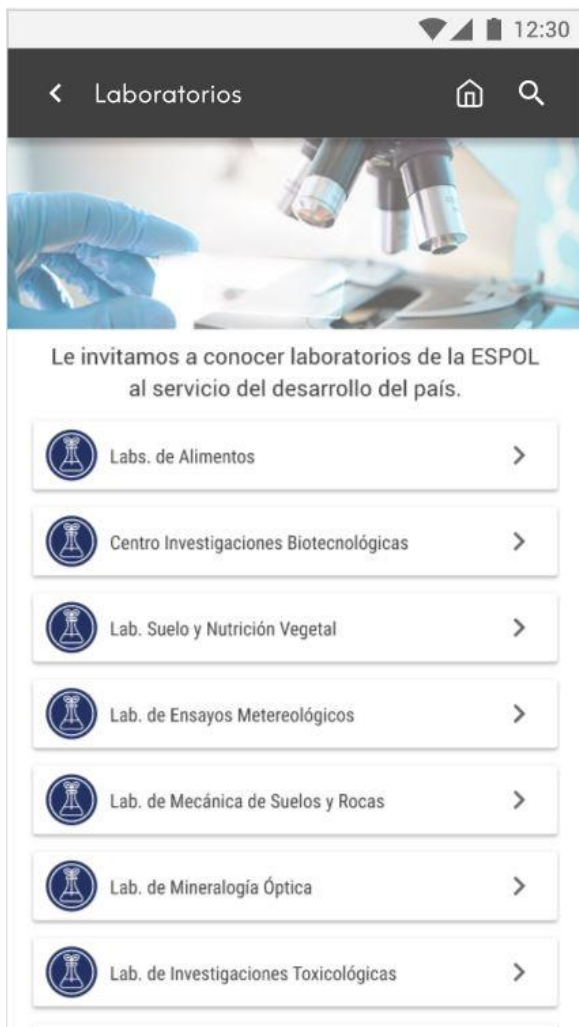 12:30
Laboratorios
Le invitamos a conocer laboratorios de la ESPOL
al servicio del desarrollo del país.
Labs. de Alimentos
Centro Investigaciones Biotecnológicas
Lab. Suelo y Nutrición Vegetal
Lab. de Ensayos Metereológicos
Lab. de Mecánica de Suelos y Rocas
Lab. de Mineralogía Óptica
Lab. de Investigaciones Toxicológicas